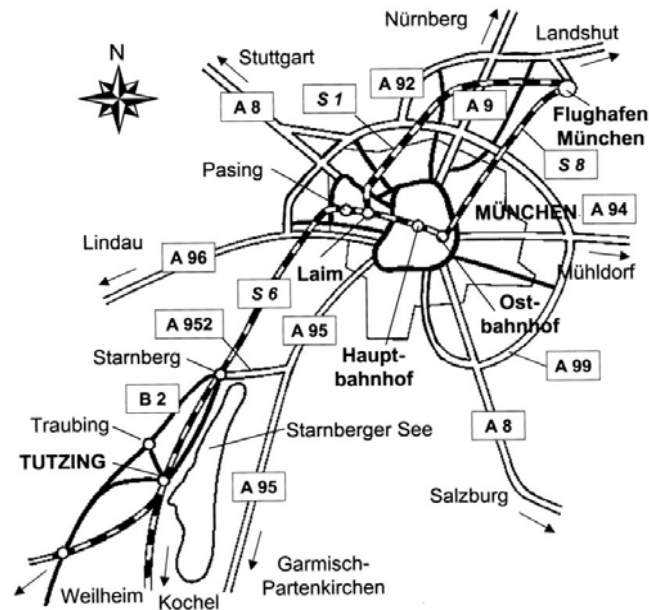 Nürnberg
N
Landshut
Stuttgart
A 92
A 8
S 1
A 9
Flughafen
München
S 8
Pasing
MÜNCHEN
A 94
Lindau
A 96
Laim
Mühldorf
S 6
Ost-
bahnhof
A 952
A 95
Haupt-
bahnhof
Starnberg
A 99
B 2
Traubing
Starnberger See
A 8
TUTZING
A 95
Salzburg
Garmisch-
Partenkirchen
Weilheim
Kochel